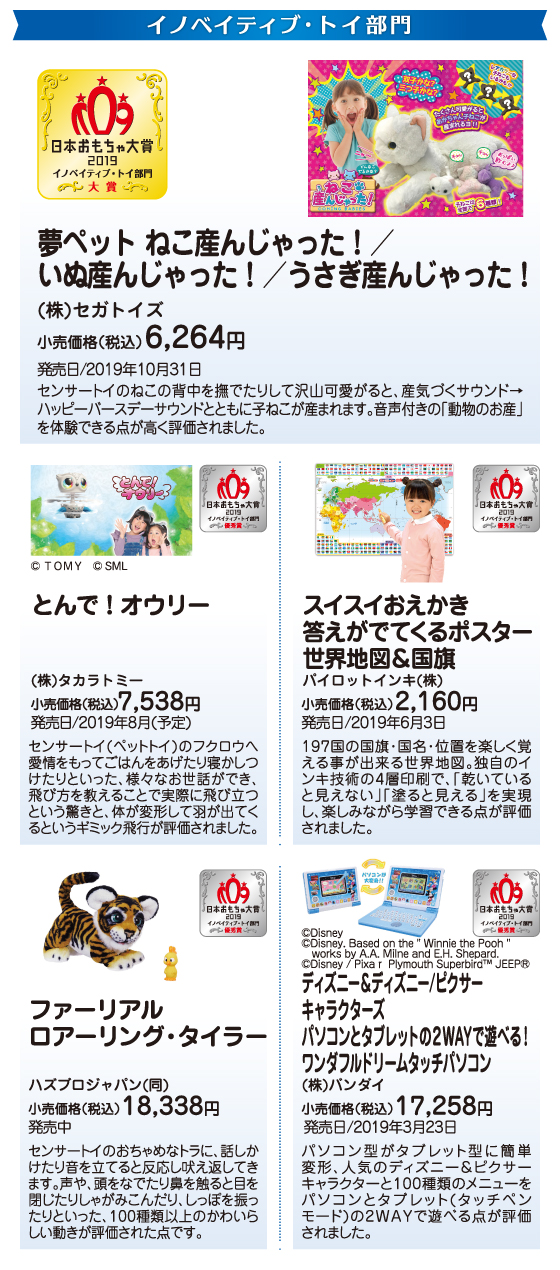 イノベイティブ・トイ部門
日本おもちゃ大賞
2019
イノベイティブ・トイ部門
大賞
双子かな?
三つ子かな?
たくさん可愛がると
ねこ
産んじゃった!
夢ペット ねこ産んじゃった!／
いぬ産んじゃった!／うさぎ産んじゃった!
(株)セガトイズ
小売価格(税込)6,264円
発売日/2019年10月31日
センサートイのねこの背中を撫でたりして沢山可愛がると、産気づくサウンド→
ハッピーバースデーサウンドとともに子ねこが産まれます。音声付きの「動物のお産」
を体験できる点が高く評価されました。
とんで!
オウリー
日本おもちゃ大賞
2019
イノベイティブ・トイ部門
優秀賞
© TOMY © SML
とんで!オウリー
(株)タカラトミー
小売価格(税込)7,538円
発売日/2019年8月(予定)
センサートイ(ペットトイ)のフクロウへ
愛情をもってごはんをあげたり寝かしつ
けたりといった、様々なお世話ができ、
飛び方を教えることで実際に飛び立つ
という驚きと、体が変形して羽が出てく
るというギミック飛行が評価されました。
日本おもちゃ大賞
2019
イノベイティブ・トイ部門
優秀賞
スイスイおえかき
答えがでてくるポスター
世界地図&国旗
パイロットインキ(株)
小売価格(税込)2,160円
発売日/2019年6月3日
197国の国旗・国名・位置を楽しく覚
える事が出来る世界地図。独自のイ
ンキ技術の4層印刷で、「乾いている
と見えない」「塗ると見える」を実現
し、楽しみながら学習できる点が評価
されました。
日本おもちゃ大賞
2019
イノベイティブ・トイ部門
優秀賞
ファーリアル
ロアーリング・タイラー
ハズブロジャパン(同)
小売価格(税込)18,338円
発売中
センサートイのおちゃめなトラに、話しか
けたり音を立てると反応し吠え返してき
ます。声や、頭をなでたり鼻を触ると目を
閉じたりしゃがみこんだり、しっぽを振っ
たりといった、100種類以上のかわいら
しい動きが評価された点です。
パソコンが
大変身!!
日本おもちゃ大賞
2019
イノベイティブ・トイ部門
優秀賞
©Disney
©Disney. Based on the " Winnie the Pooh "
works by A.A. Milne and E.H. Shepard.
©Disney / Pixa r Plymouth Superbird™ JEEP®
ディズニー&ディズニー/ピクサー
キャラクターズ
パソコンとタブレットの2WAYで遊べる!
ワンダフルドリームタッチパソコン
(株)バンダイ
小売価格(税込)17,258円
発売日/2019年3月23日
パソコン型がタブレット型に簡単
変形、人気のディズニー&ピクサー
キャラクターと100種類のメニューを
パソコンとタブレット(タッチペン
モード)の2WAYで遊べる点が評価
されました。